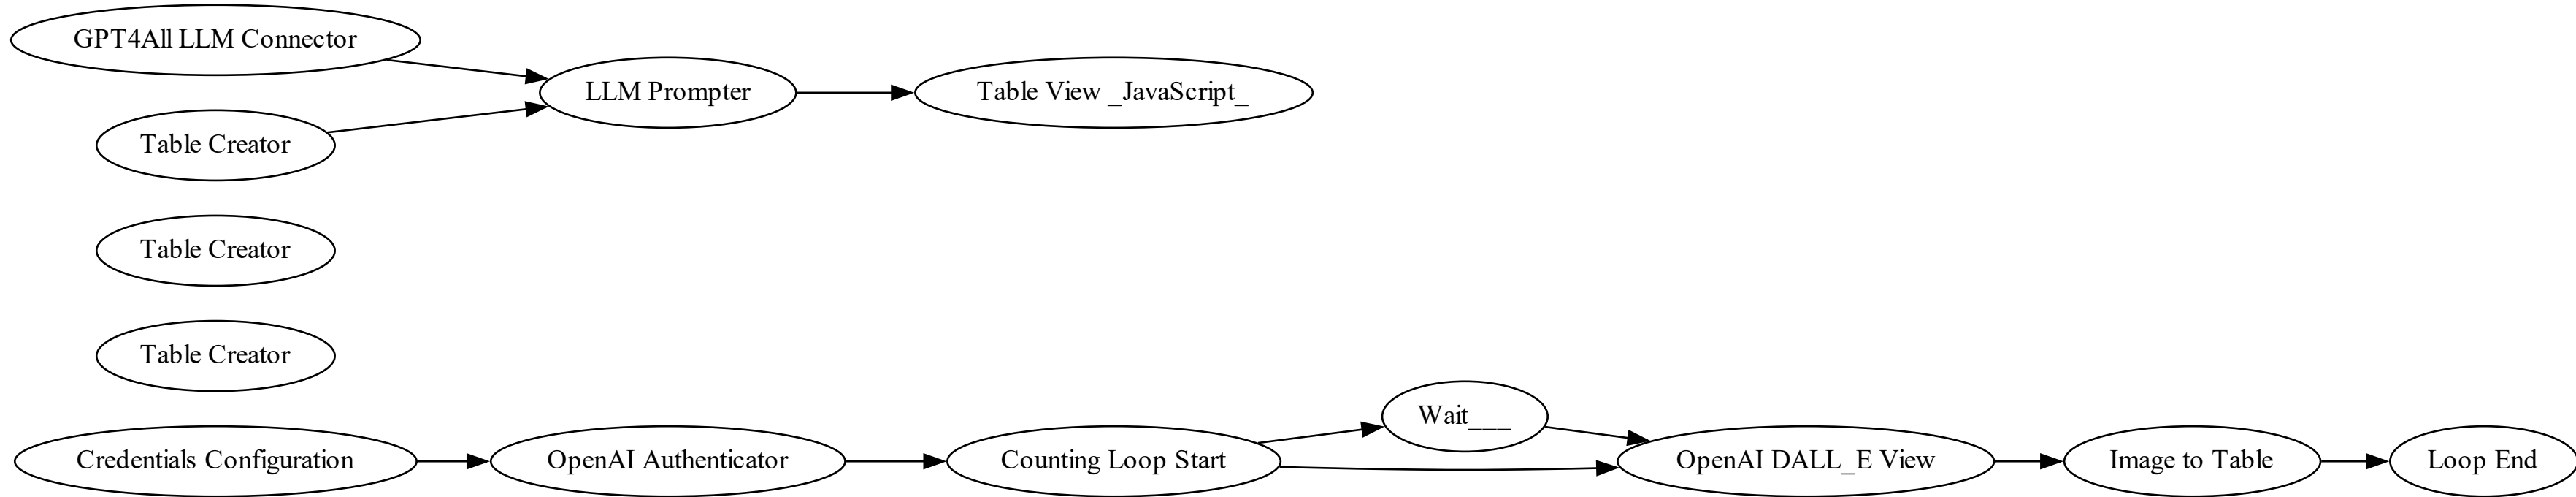 GPT4All LLM Connector
LLM Prompter
Table View _JavaScript_
Table Creator
Table Creator
Table Creator
Wait___
Credentials Configuration
OpenAI Authenticator
Counting Loop Start
OpenAI DALL_E View
Image to Table
Loop End